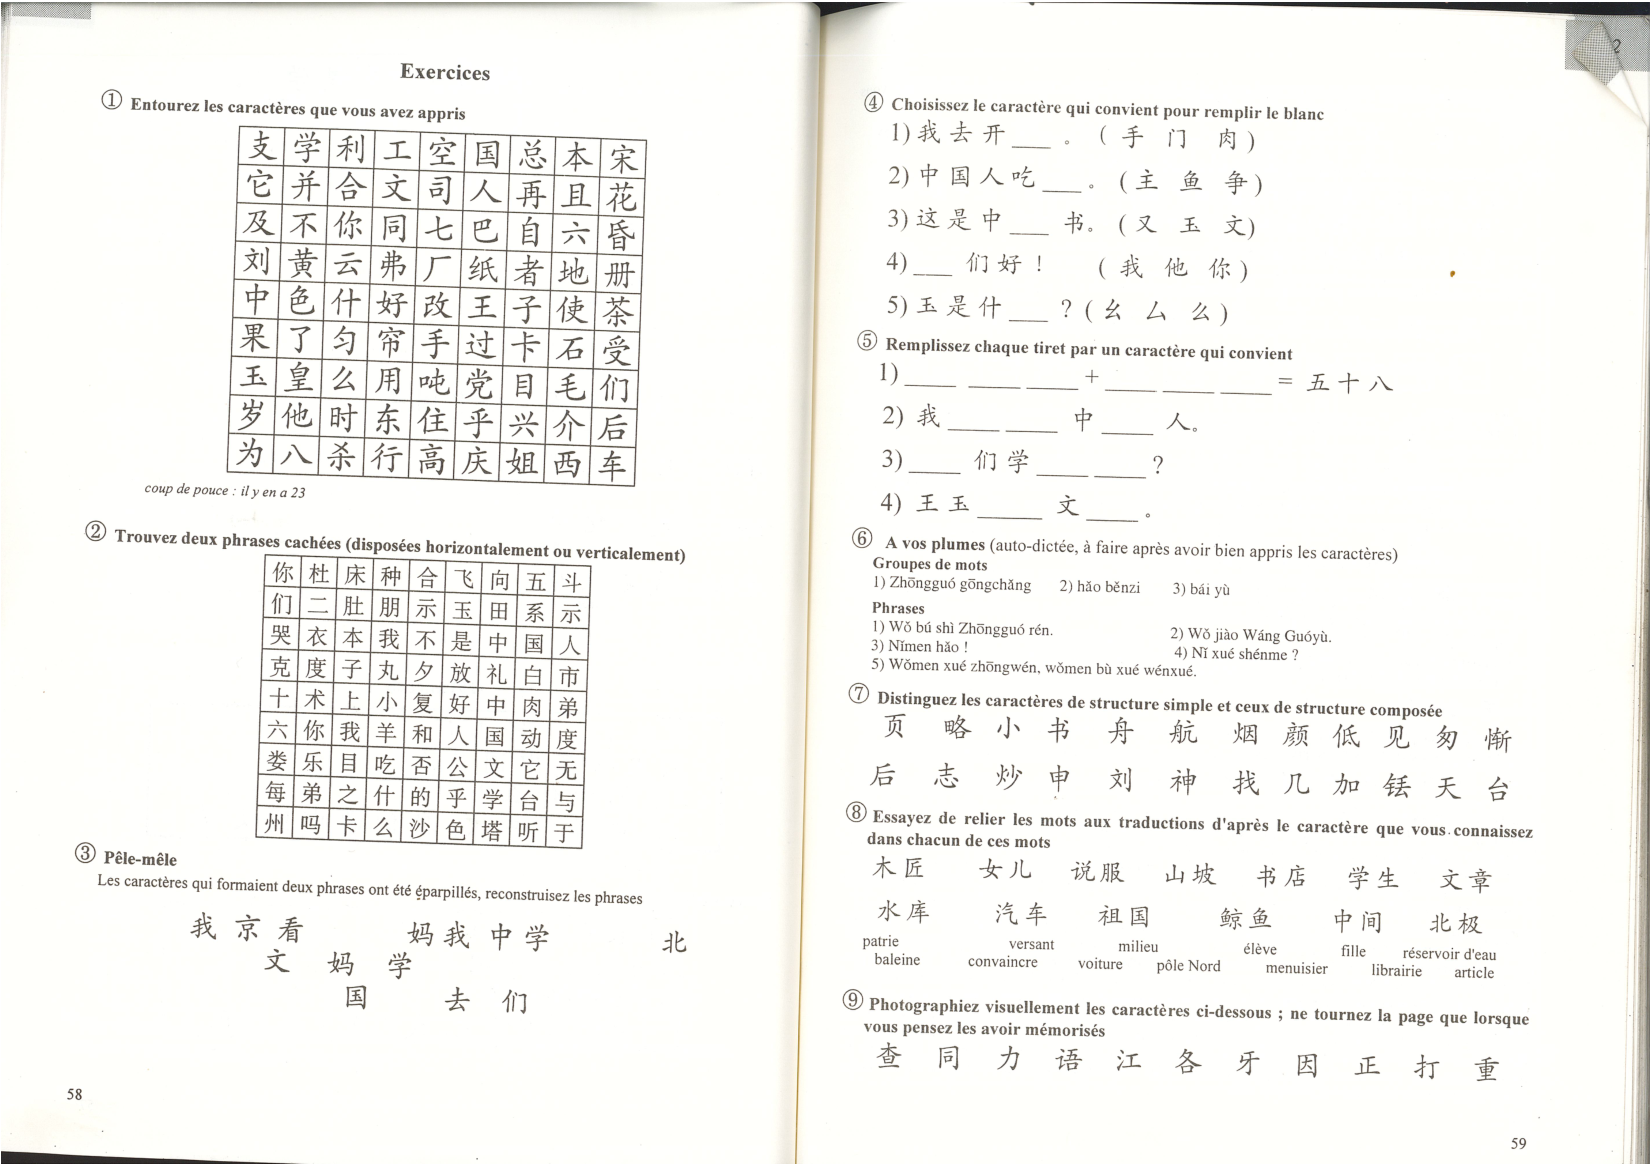 Exercices
① Entourez les caractères que vous avez appris
支 学 利 工 空 国 总 本 宋
它 并 合 文 司 人 再 且 花
及 不 你 同 七 巴 自 六 昏
刘 黄 云 弗 厂 纸 者 地 册
中 色 什 好 改 王 子 使 茶
果 了 匀 帘 手 过 卡 石 受
玉 皇 么 用 吨 党 目 毛 们
岁 他 时 东 住 乎 兴 介 后
为 八 杀 行 高 庆 姐 西 车
coup de pouce : il y en a 23
② Trouvez deux phrases cachées (disposées horizontalement ou verticalement)
你 杜 床 种 合 飞 向 五 斗
们 二 肚 朋 示 玉 田 系 示
哭 衣 本 我 不 是 中 国 人
克 度 子 丸 夕 放 礼 白 市
十 术 上 小 复 好 中 肉 弟
六 你 我 羊 和 人 国 动 度
娄 乐 目 吃 否 公 文 它 无
每 弟 之 什 的 乎 学 台 与
州 吗 卡 么 沙 色 塔 听 于
③ Pêle-mêle
Les caractères qui formaient deux phrases ont été éparpillés, reconstruisez les phrases
我 京 看 妈 我 中 学 北
文 妈 学
国 去 们
58
2
④ Choisissez le caractère qui convient pour remplir le blanc
1) 我 去 开 ___ 。 ( 手 门 肉 )
2) 中 国 人 吃 ___ 。 ( 主 鱼 争 )
3) 这 是 中 ___ 书。 ( 又 玉 文)
4) ___ 们 好 ! ( 我 他 你 )
5) 玉 是 什 ___ ? ( 幺 厶 么 )
⑤ Remplissez chaque tiret par un caractère qui convient
1) ____ ____ ____ + ____ ____ ____ = 五 十 八
2) 我 ____ ____ 中 ____ 人。
3) ____ 们 学 ____ ____ ?
4) 王 玉 _____ 文 ____ 。
⑥ A vos plumes (auto-dictée, à faire après avoir bien appris les caractères)
Groupes de mots
1) Zhōngguó gōngchǎng 2) hǎo běnzi 3) bái yù
Phrases
1) Wǒ bú shì Zhōngguó rén. 2) Wǒ jiào Wáng Guóyù.
3) Nǐmen hǎo ! 4) Nǐ xué shénme ?
5) Wǒmen xué zhōngwén, wǒmen bù xué wénxué.
⑦ Distinguez les caractères de structure simple et ceux de structure composée
页 略 小 书 舟 航 烟 颜 低 见 匆 惭
后 志 炒 申 刘 神 找 几 加 铥 天 台
⑧ Essayez de relier les mots aux traductions d'après le caractère que vous connaissez
dans chacun de ces mots
木匠 女儿 说服 山坡 书店 学生 文章
水库 汽车 祖国 鲸鱼 中间 北极
patrie versant milieu élève fille réservoir d'eau
baleine convaincre voiture pôle Nord menuisier librairie article
⑨ Photographiez visuellement les caractères ci-dessous ; ne tournez la page que lorsque
vous pensez les avoir mémorisés
查 同 力 语 江 各 牙 因 正 打 重
59